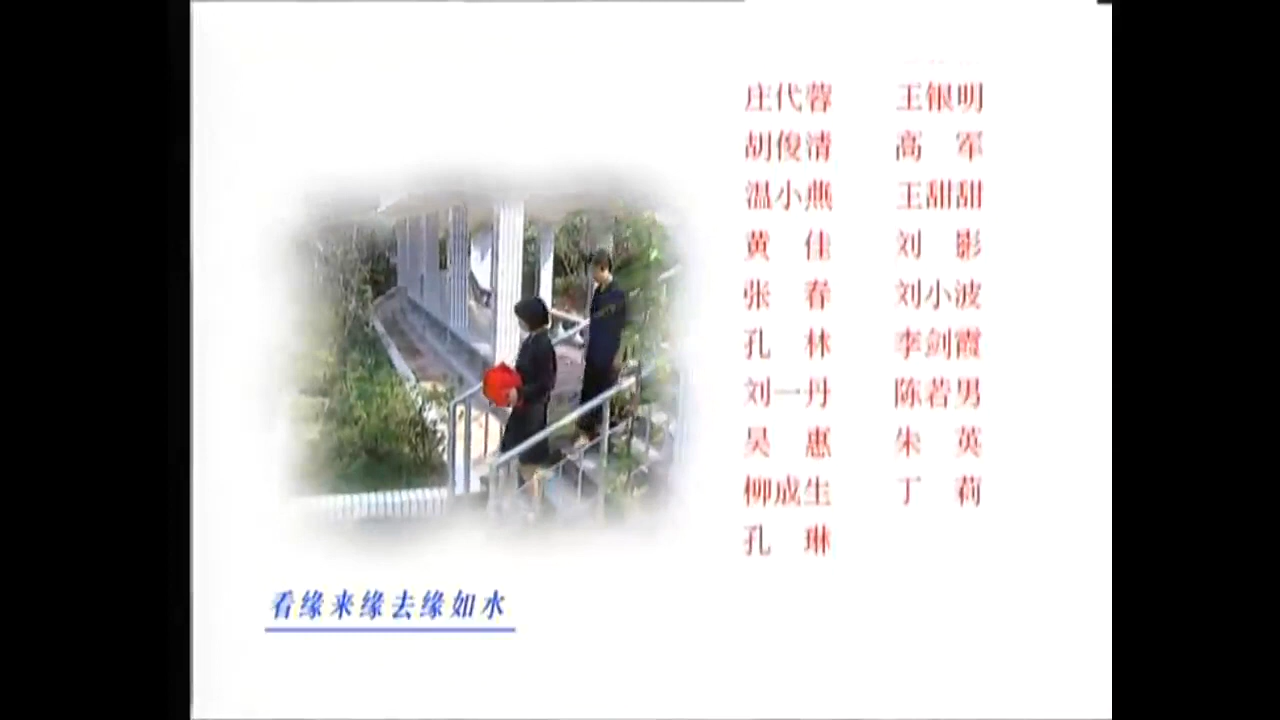 庄代蓉 王银明
胡俊清 高 军
温小燕 王甜甜
黄 佳 刘 影
张 春 刘小波
孔 林 李剑霞
刘一丹 陈若男
吴 惠 朱 英
柳成生 丁 莉
孔 琳
看缘来缘去缘如水